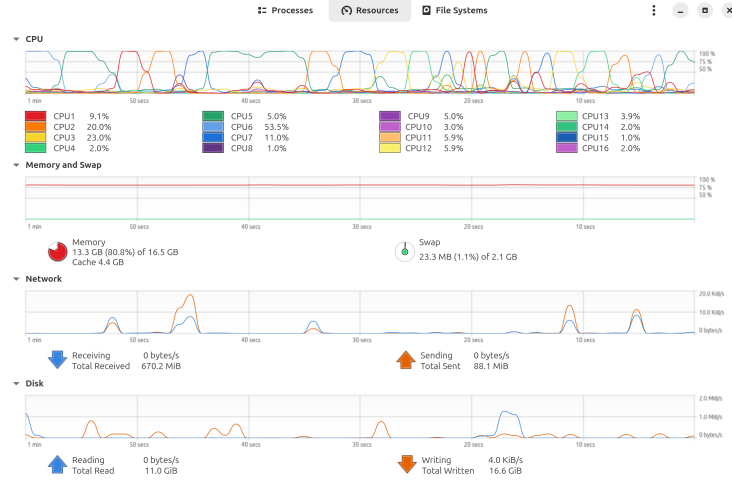 Processes Resources File Systems
CPU
100 %
75 %
50 %
1 min 50 secs 40 secs 30 secs 20 secs 10 secs
CPU1 9.1% CPU5 5.0% CPU9 5.0% CPU13 3.9%
CPU2 20.0% CPU6 53.5% CPU10 3.0% CPU14 2.0%
CPU3 23.0% CPU7 11.0% CPU11 5.9% CPU15 1.0%
CPU4 2.0% CPU8 1.0% CPU12 5.9% CPU16 2.0%
Memory and Swap
100 %
75 %
50 %
1 min 50 secs 40 secs 30 secs 20 secs 10 secs
Memory Swap
13.3 GB (80.8%) of 16.5 GB 23.3 MB (1.1%) of 2.1 GB
Cache 4.4 GB
Network
20.0 KiB/s
10.0 KiB/s
0 bytes/s
1 min 50 secs 40 secs 30 secs 20 secs 10 secs
Receiving 0 bytes/s Sending 0 bytes/s
Total Received 670.2 MiB Total Sent 88.1 MiB
Disk
2.0 MiB/s
1.0 MiB/s
0 bytes/s
1 min 50 secs 40 secs 30 secs 20 secs 10 secs
Reading 0 bytes/s Writing 4.0 KiB/s
Total Read 11.0 GiB Total Written 16.6 GiB